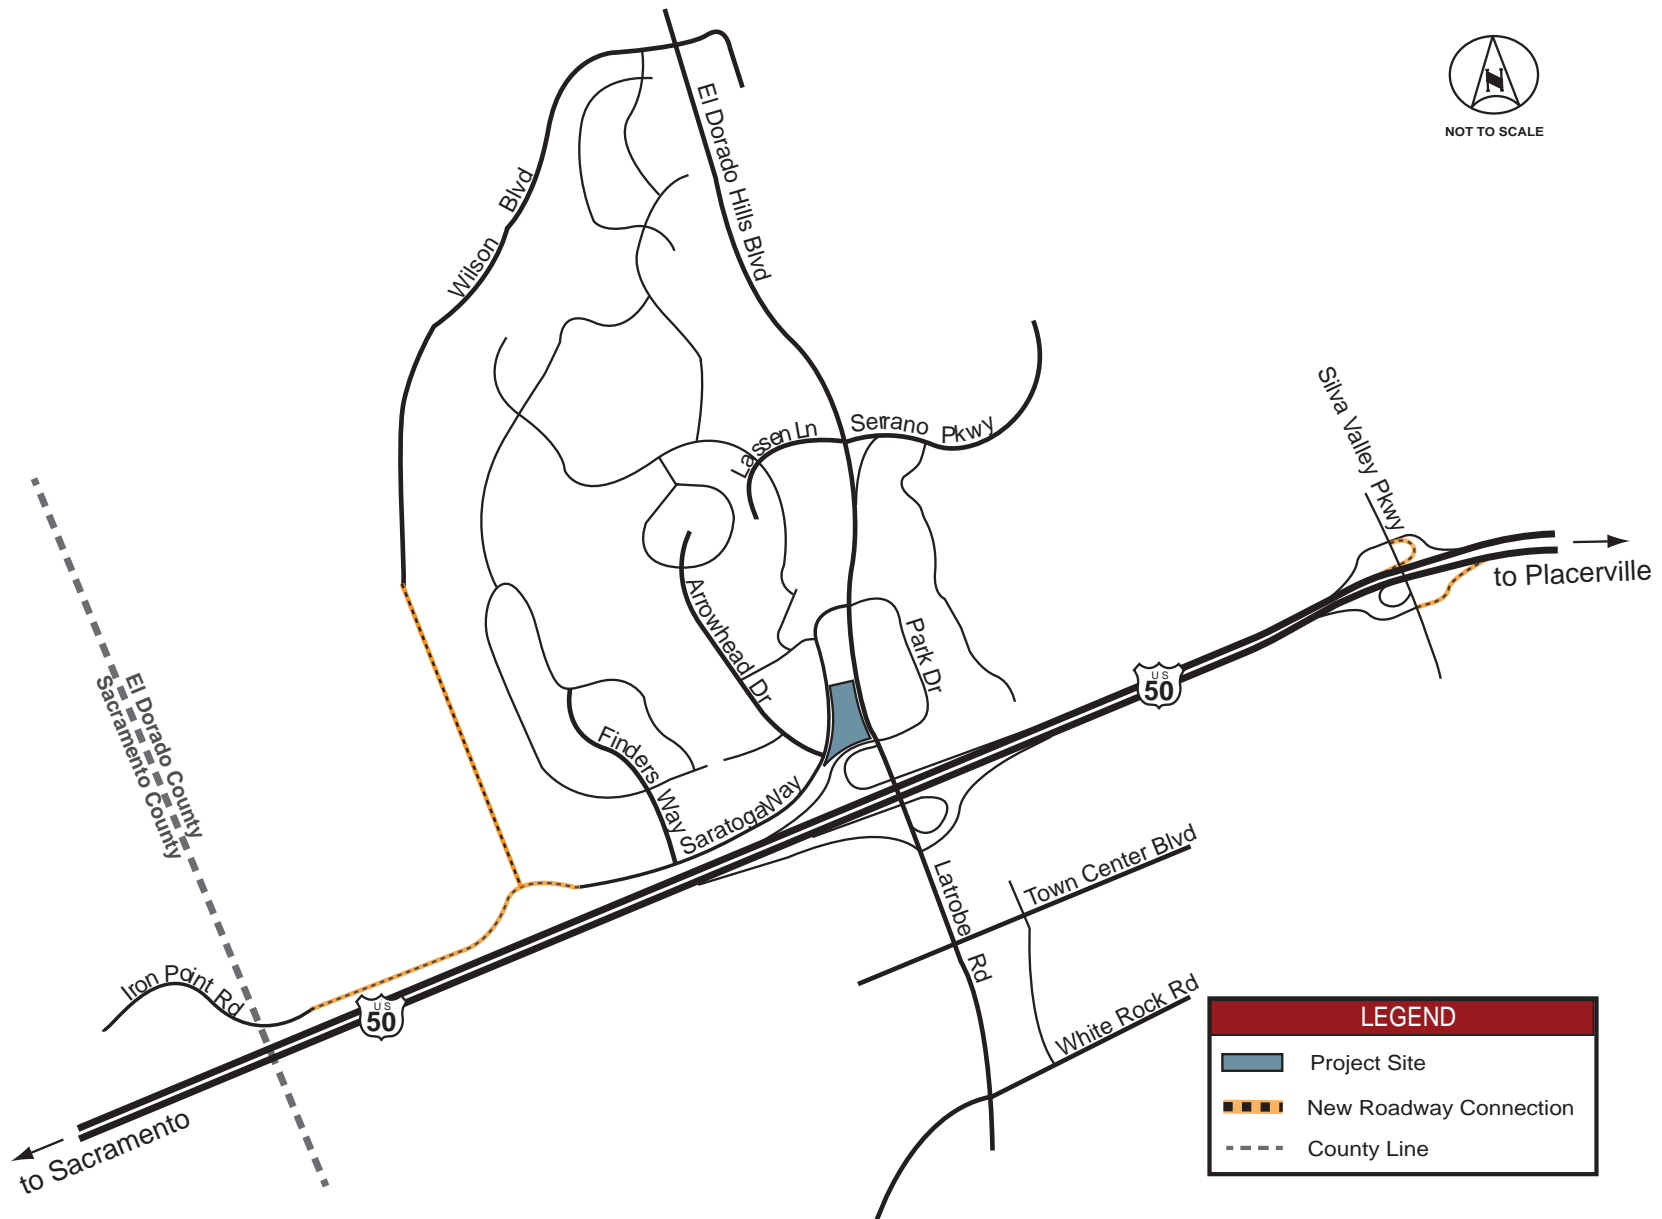 N
NOT TO SCALE
El Dorado Hills Blvd
Wilson Blvd
Silva Valley Pkwy
Lassen Ln
Serrano Pkwy
to Placerville
Arrowhead Dr
Park Dr
El Dorado County
Sacramento County
US
50
Finders Way
Saratoga Way
Town Center Blvd
Latrobe Rd
Iron Point Rd
US
50
White Rock Rd
to Sacramento
LEGEND
Project Site
New Roadway Connection
County Line